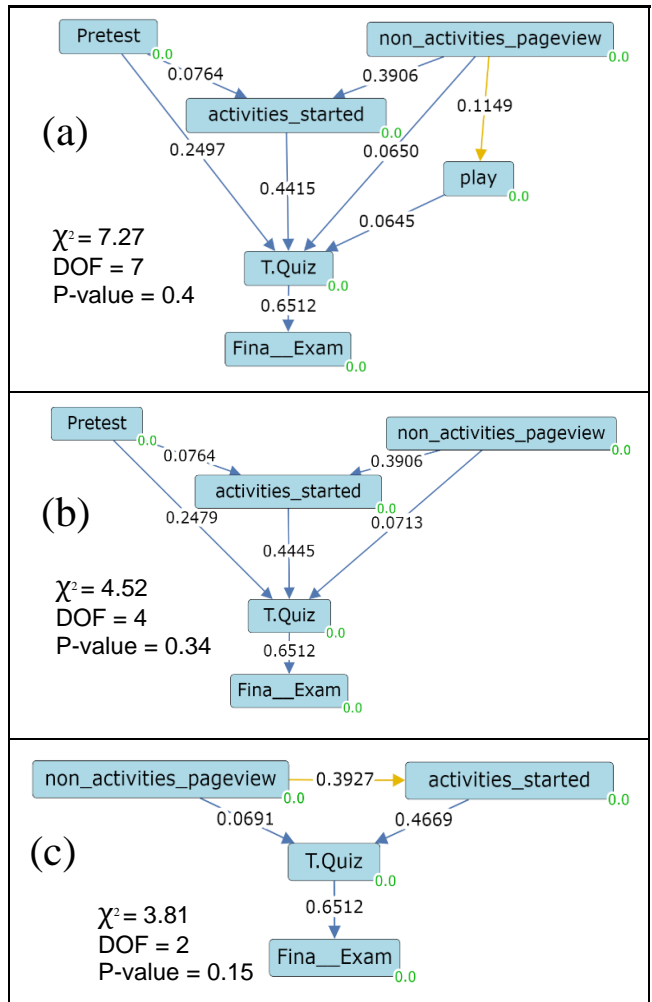 Pretest
0.0
non_activities_pageview
0.0
0.0764
0.3906
activities_started
0.0
0.1149
(a)
0.2497
0.0650
play
0.0
0.4415
0.0645
χ² = 7.27
DOF = 7
P-value = 0.4
T.Quiz
0.0
0.6512
Fina__Exam
0.0
Pretest
0.0
non_activities_pageview
0.0
0.0764
0.3906
activities_started
0.0
(b)
0.2479
0.0713
0.4445
χ² = 4.52
DOF = 4
P-value = 0.34
T.Quiz
0.0
0.6512
Fina__Exam
0.0
non_activities_pageview
0.0
0.3927
activities_started
0.0
0.0691
0.4669
(c)
T.Quiz
0.0
0.6512
χ² = 3.81
DOF = 2
P-value = 0.15
Fina__Exam
0.0